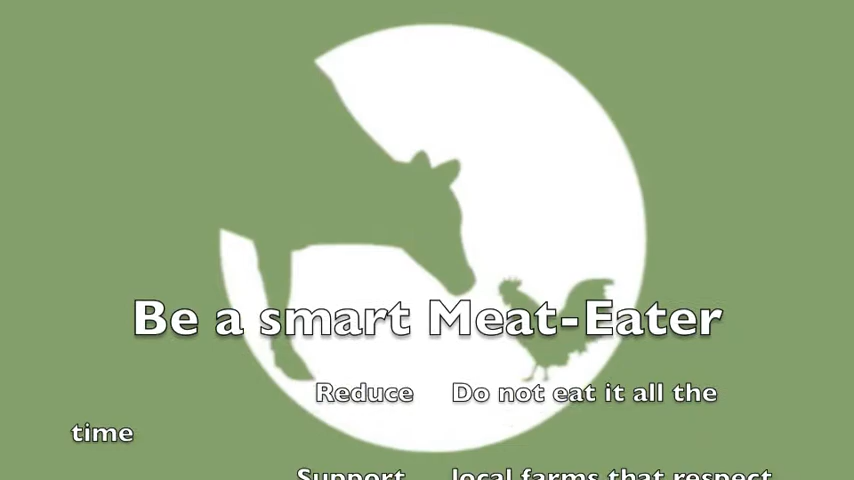 Be a smart Meat-Eater
Reduce Do not eat it all the
time
Support local farms that respect